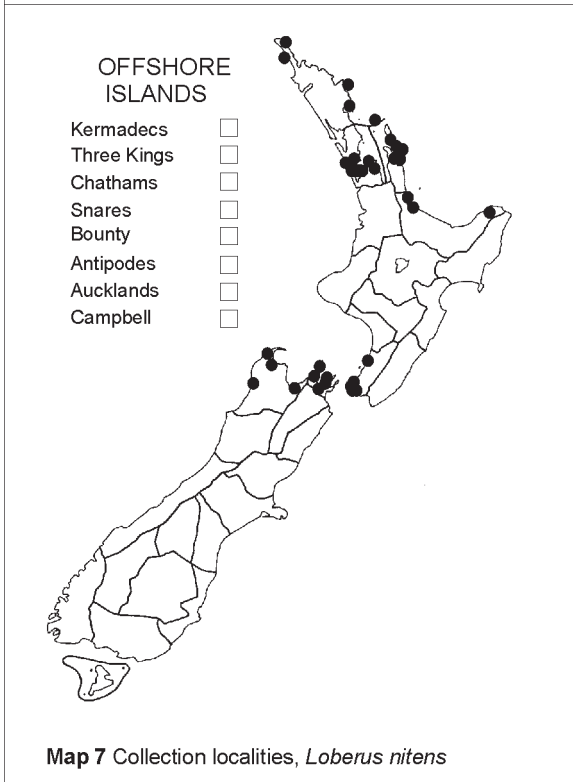 OFFSHORE
ISLANDS
Kermadecs
Three Kings
Chathams
Snares
Bounty
Antipodes
Aucklands
Campbell
Map 7 Collection localities, Loberus nitens